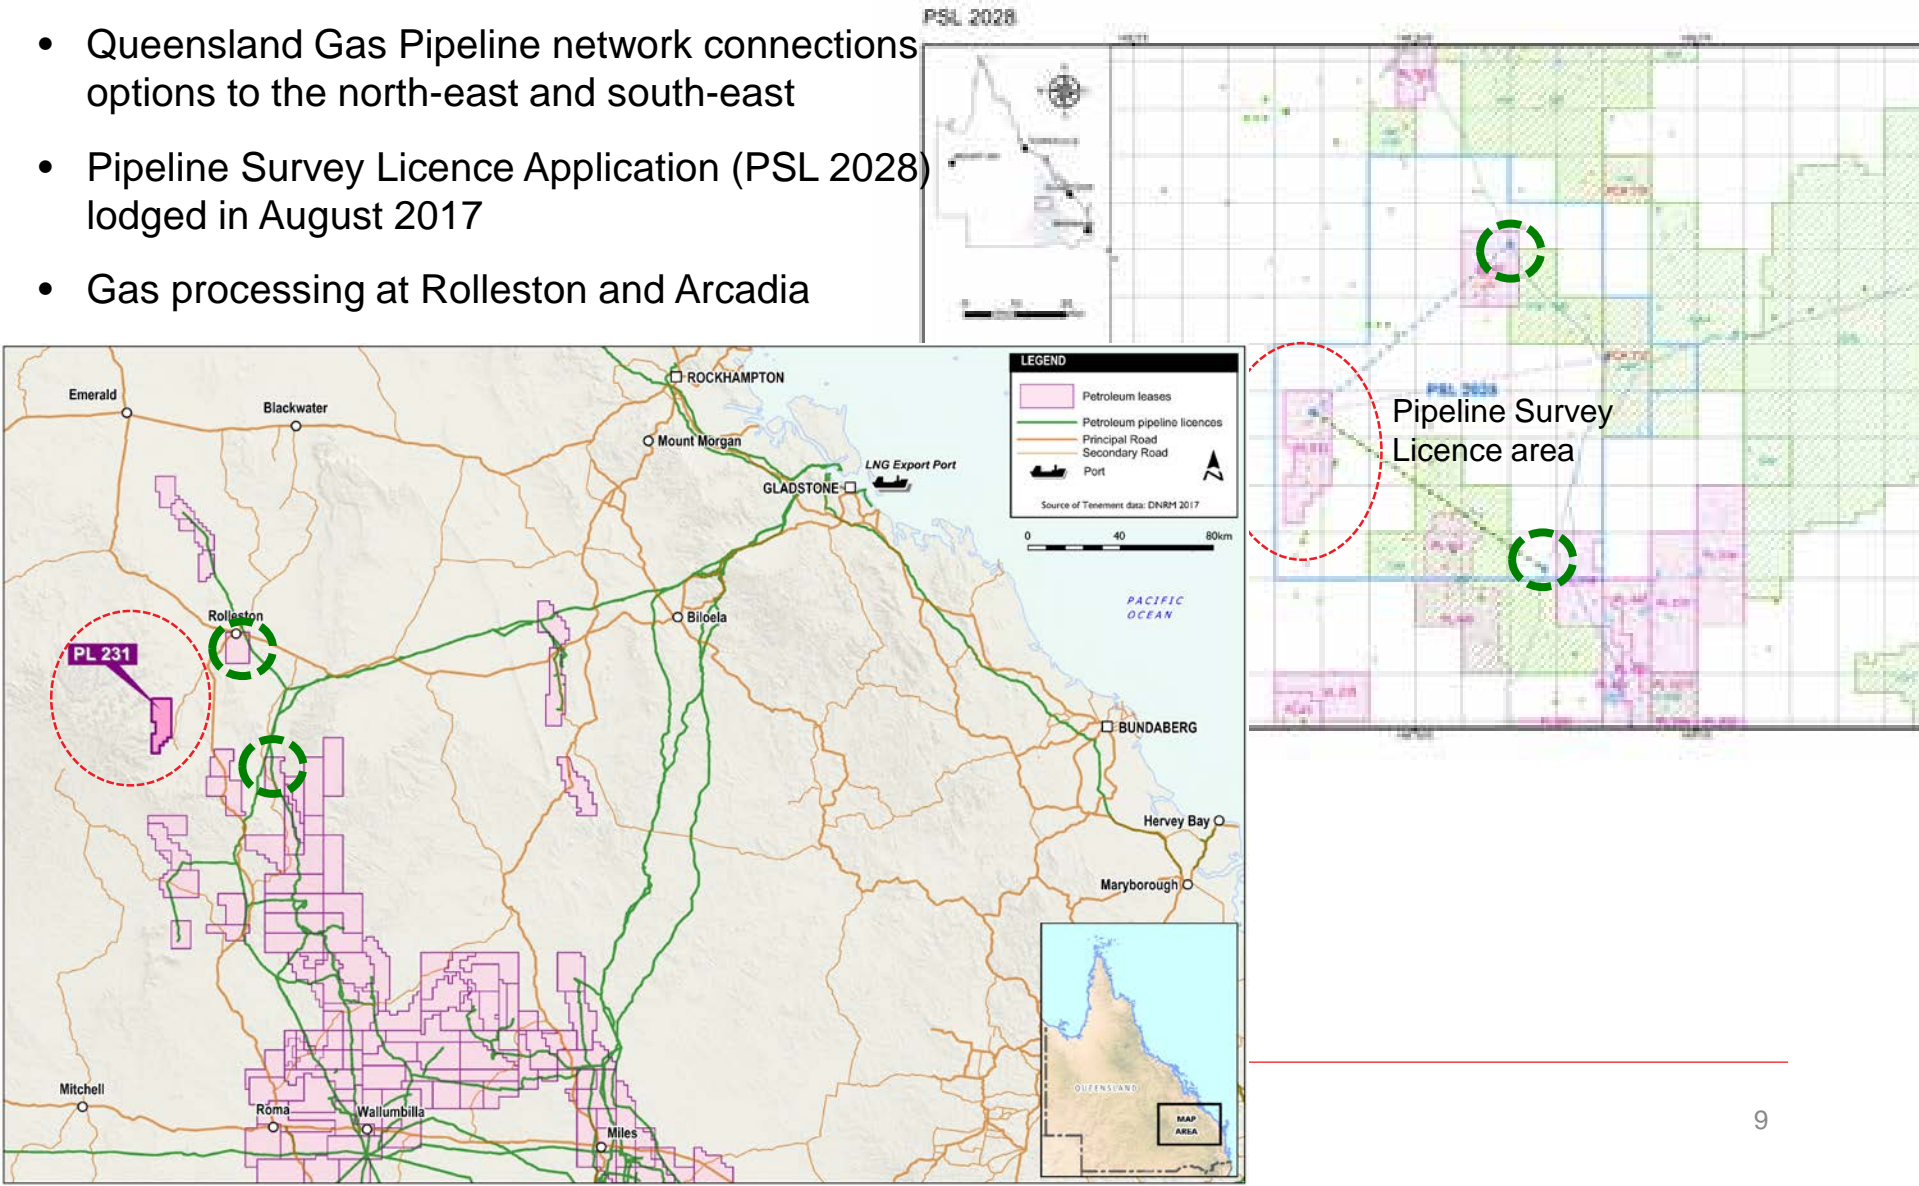 • Queensland Gas Pipeline network connections
options to the north-east and south-east
• Pipeline Survey Licence Application (PSL 2028)
lodged in August 2017
• Gas processing at Rolleston and Arcadia
PSL 2028
PSL 2028
Pipeline Survey
Licence area
LEGEND
Petroleum leases
Petroleum pipeline licences
Principal Road
Secondary Road
Port
Source of Tenement data: DNRM 2017
0 40 80km
Emerald
Blackwater
ROCKHAMPTON
Mount Morgan
LNG Export Port
GLADSTONE
Rolleston
Biloela
PACIFIC
OCEAN
PL 231
BUNDABERG
Hervey Bay
Maryborough
Mitchell
Roma
Wallumbilla
Miles
QUEENSLAND
MAP
AREA
9